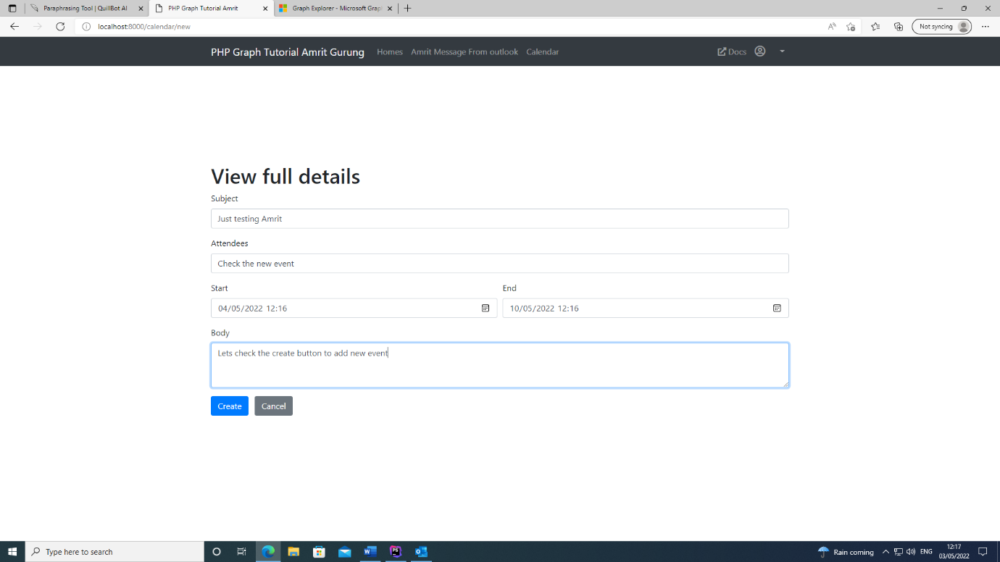 Paraphrasing Tool | QuillBot AI
PHP Graph Tutorial Amrit
Graph Explorer - Microsoft Grap
localhost:8000/calendar/new
Not syncing
PHP Graph Tutorial Amrit Gurung
Homes
Amrit Message From outlook
Calendar
Docs
View full details
Subject
Just testing Amrit
Attendees
Check the new event
Start
End
04/05/2022 12:16
10/05/2022 12:16
Body
Lets check the create button to add new event
Create
Cancel
Type here to search
Rain coming
ENG
12:17
03/05/2022